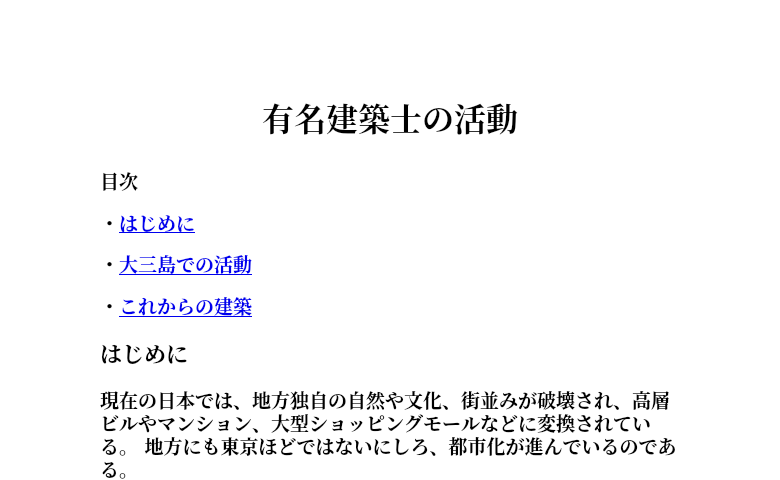 有名建築士の活動
目次
・はじめに
・大三島での活動
・これからの建築
はじめに
現在の日本では、地方独自の自然や文化、街並みが破壊され、高層
ビルやマンション、大型ショッピングモールなどに変換されてい
る。 地方にも東京ほどではないにしろ、都市化が進んでいるのであ
る。